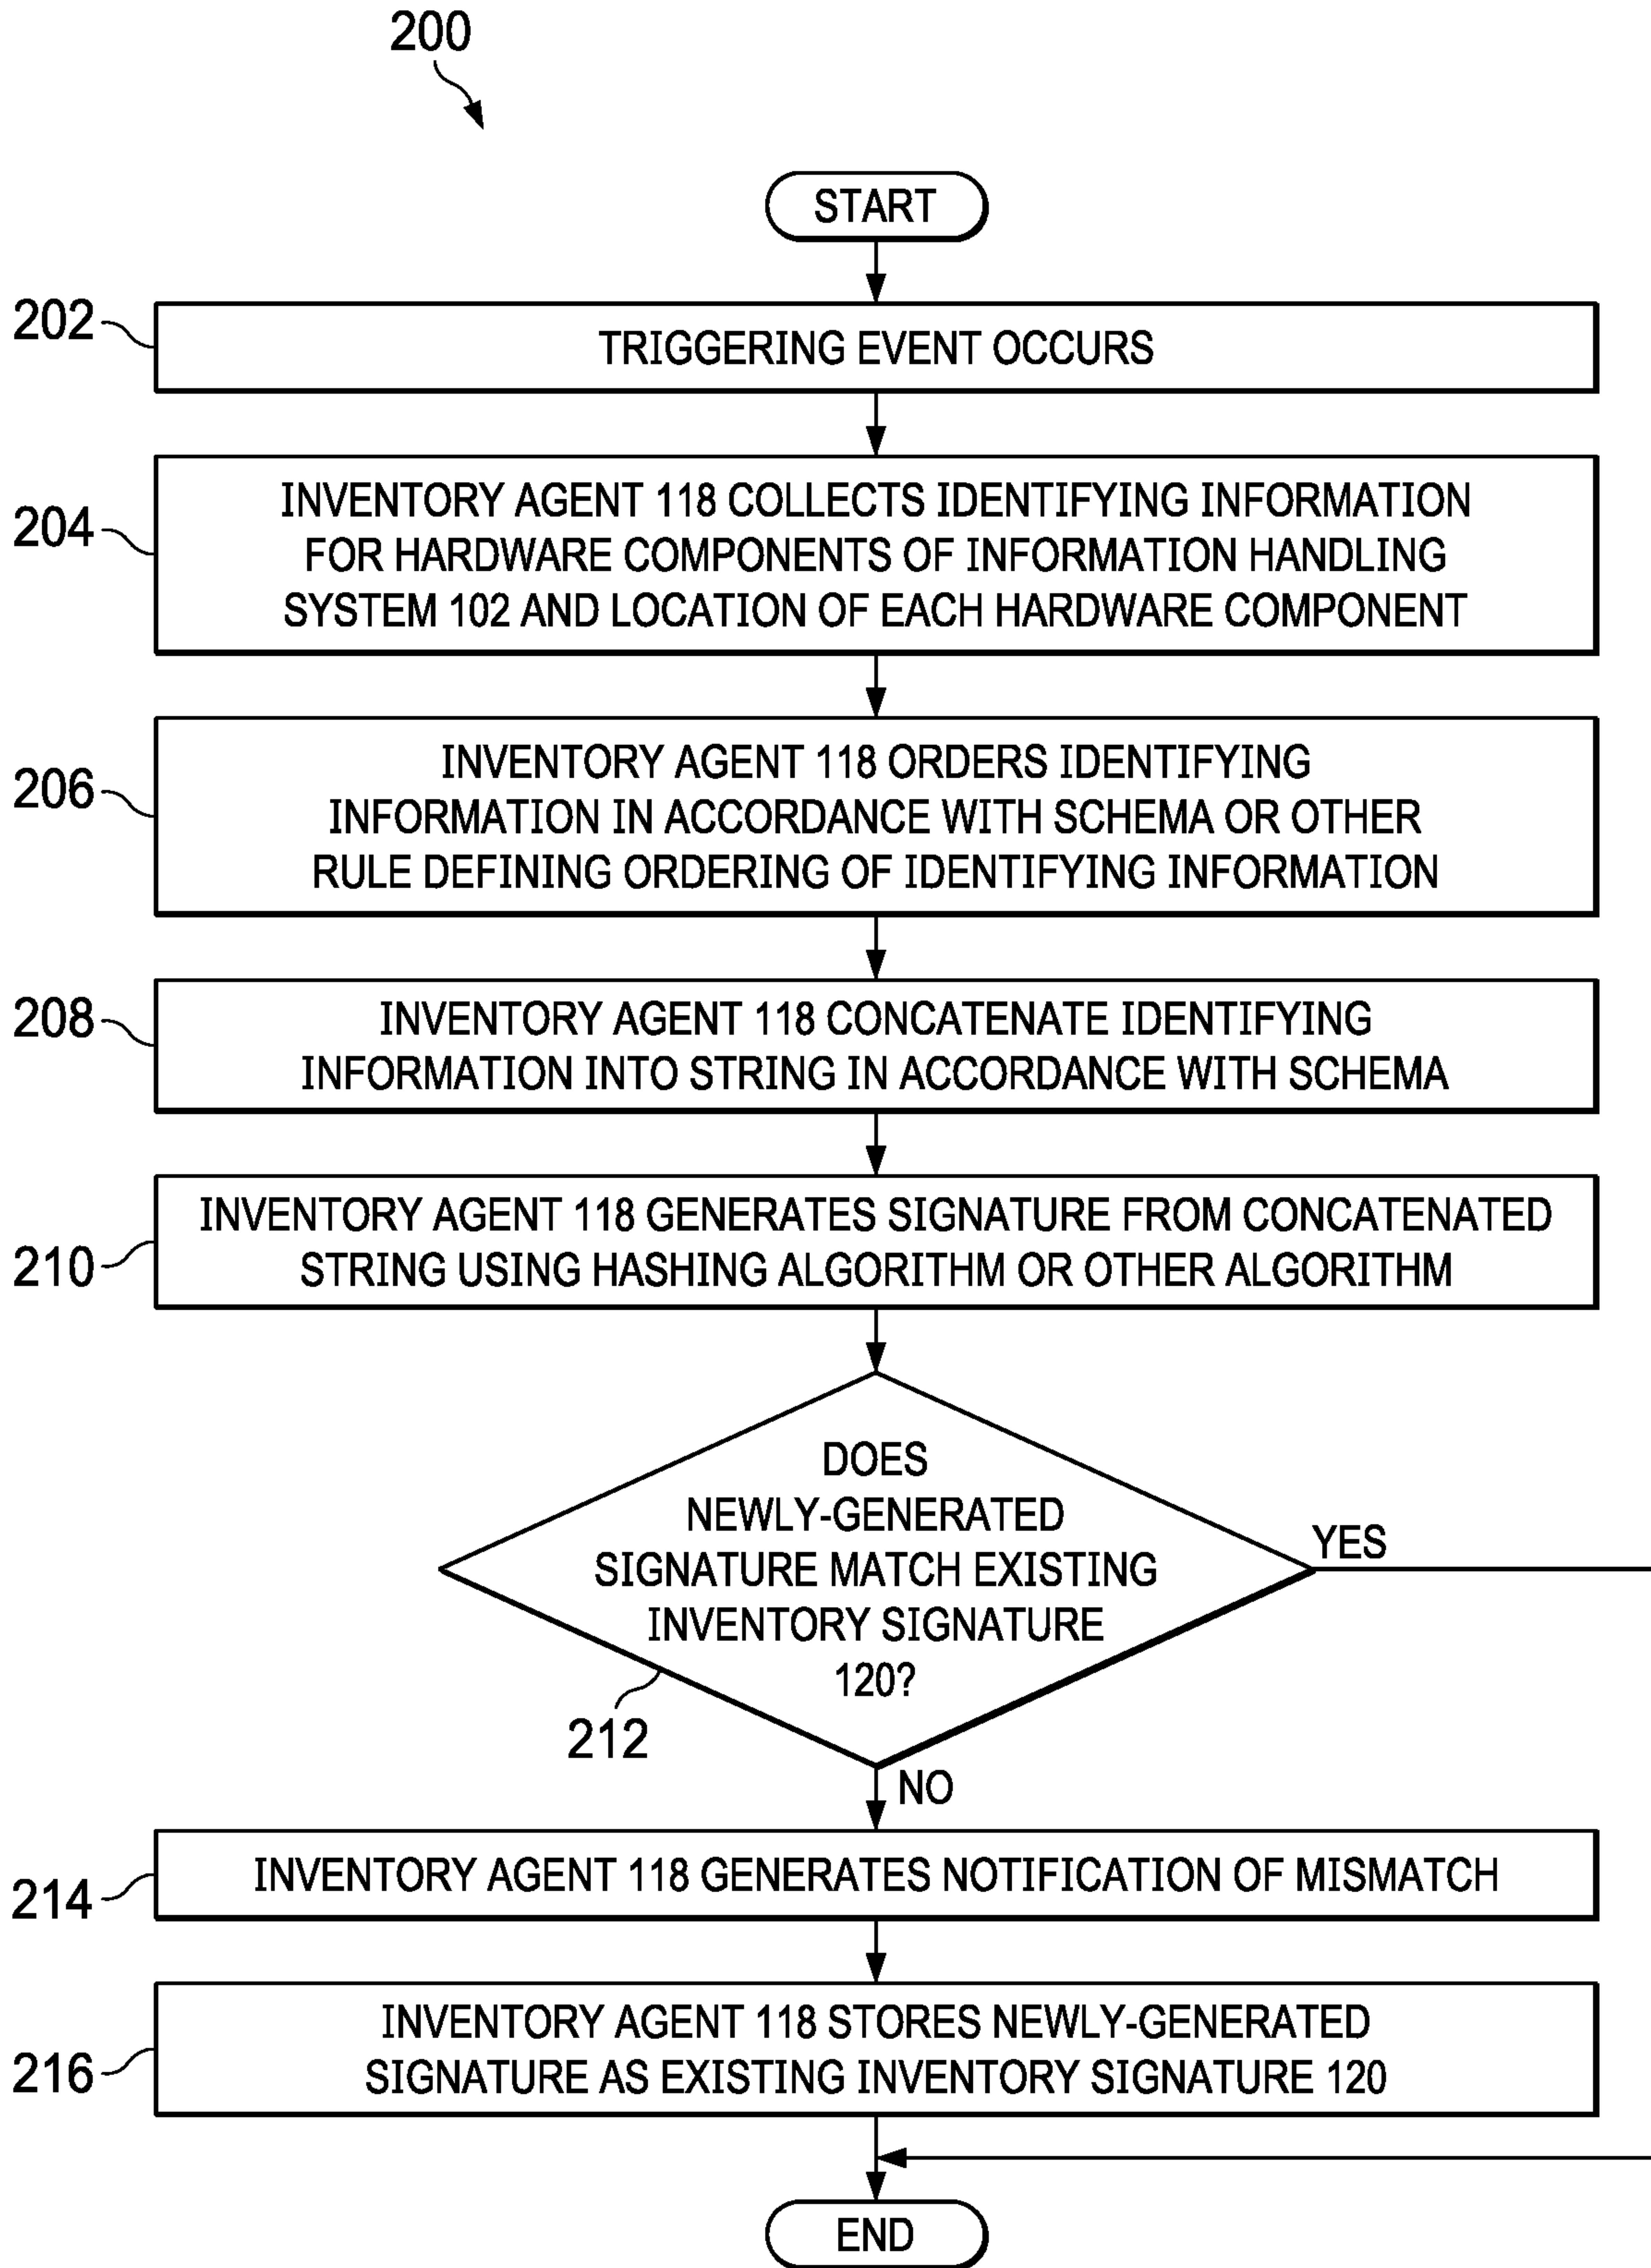 200
START
202
TRIGGERING EVENT OCCURS
204
INVENTORY AGENT 118 COLLECTS IDENTIFYING INFORMATION
FOR HARDWARE COMPONENTS OF INFORMATION HANDLING
SYSTEM 102 AND LOCATION OF EACH HARDWARE COMPONENT
206
INVENTORY AGENT 118 ORDERS IDENTIFYING
INFORMATION IN ACCORDANCE WITH SCHEMA OR OTHER
RULE DEFINING ORDERING OF IDENTIFYING INFORMATION
208
INVENTORY AGENT 118 CONCATENATE IDENTIFYING
INFORMATION INTO STRING IN ACCORDANCE WITH SCHEMA
210
INVENTORY AGENT 118 GENERATES SIGNATURE FROM CONCATENATED
STRING USING HASHING ALGORITHM OR OTHER ALGORITHM
DOES
NEWLY-GENERATED
SIGNATURE MATCH EXISTING
INVENTORY SIGNATURE
120?
YES
212
NO
214
INVENTORY AGENT 118 GENERATES NOTIFICATION OF MISMATCH
216
INVENTORY AGENT 118 STORES NEWLY-GENERATED
SIGNATURE AS EXISTING INVENTORY SIGNATURE 120
END